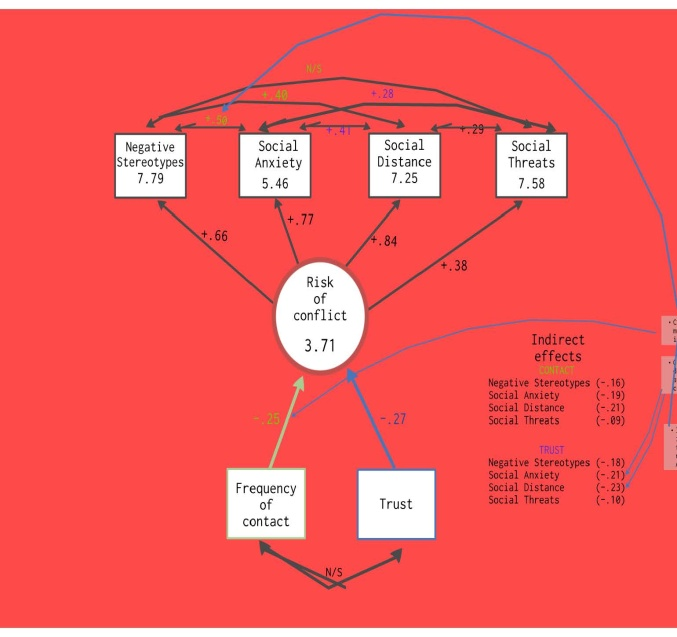 N/S
+.40
+.28
+.50
+.41
+.29
Negative
Stereotypes
7.79
Social
Anxiety
5.46
Social
Distance
7.25
Social
Threats
7.58
+.66
+.77
+.84
+.38
Risk
of
conflict
3.71
Indirect
effects
CONTACT
Negative Stereotypes (-.16)
Social Anxiety (-.19)
Social Distance (-.21)
Social Threats (-.09)
-.25
-.27
TRUST
Negative Stereotypes (-.18)
Social Anxiety (-.21)
Social Distance (-.23)
Social Threats (-.10)
Frequency
of
contact
Trust
N/S